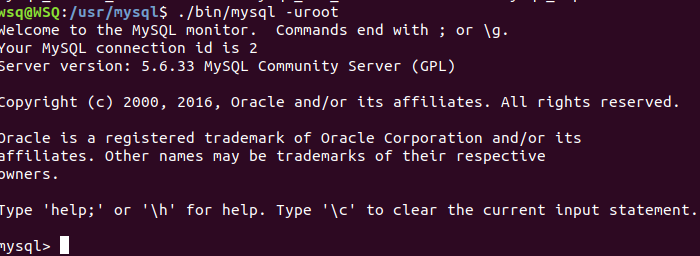 wsq@WSQ:/usr/mysql$ ./bin/mysql -uroot
Welcome to the MySQL monitor.  Commands end with ; or \g.
Your MySQL connection id is 2
Server version: 5.6.33 MySQL Community Server (GPL)

Copyright (c) 2000, 2016, Oracle and/or its affiliates. All rights reserved.

Oracle is a registered trademark of Oracle Corporation and/or its
affiliates. Other names may be trademarks of their respective
owners.

Type 'help;' or '\h' for help. Type '\c' to clear the current input statement.

mysql>